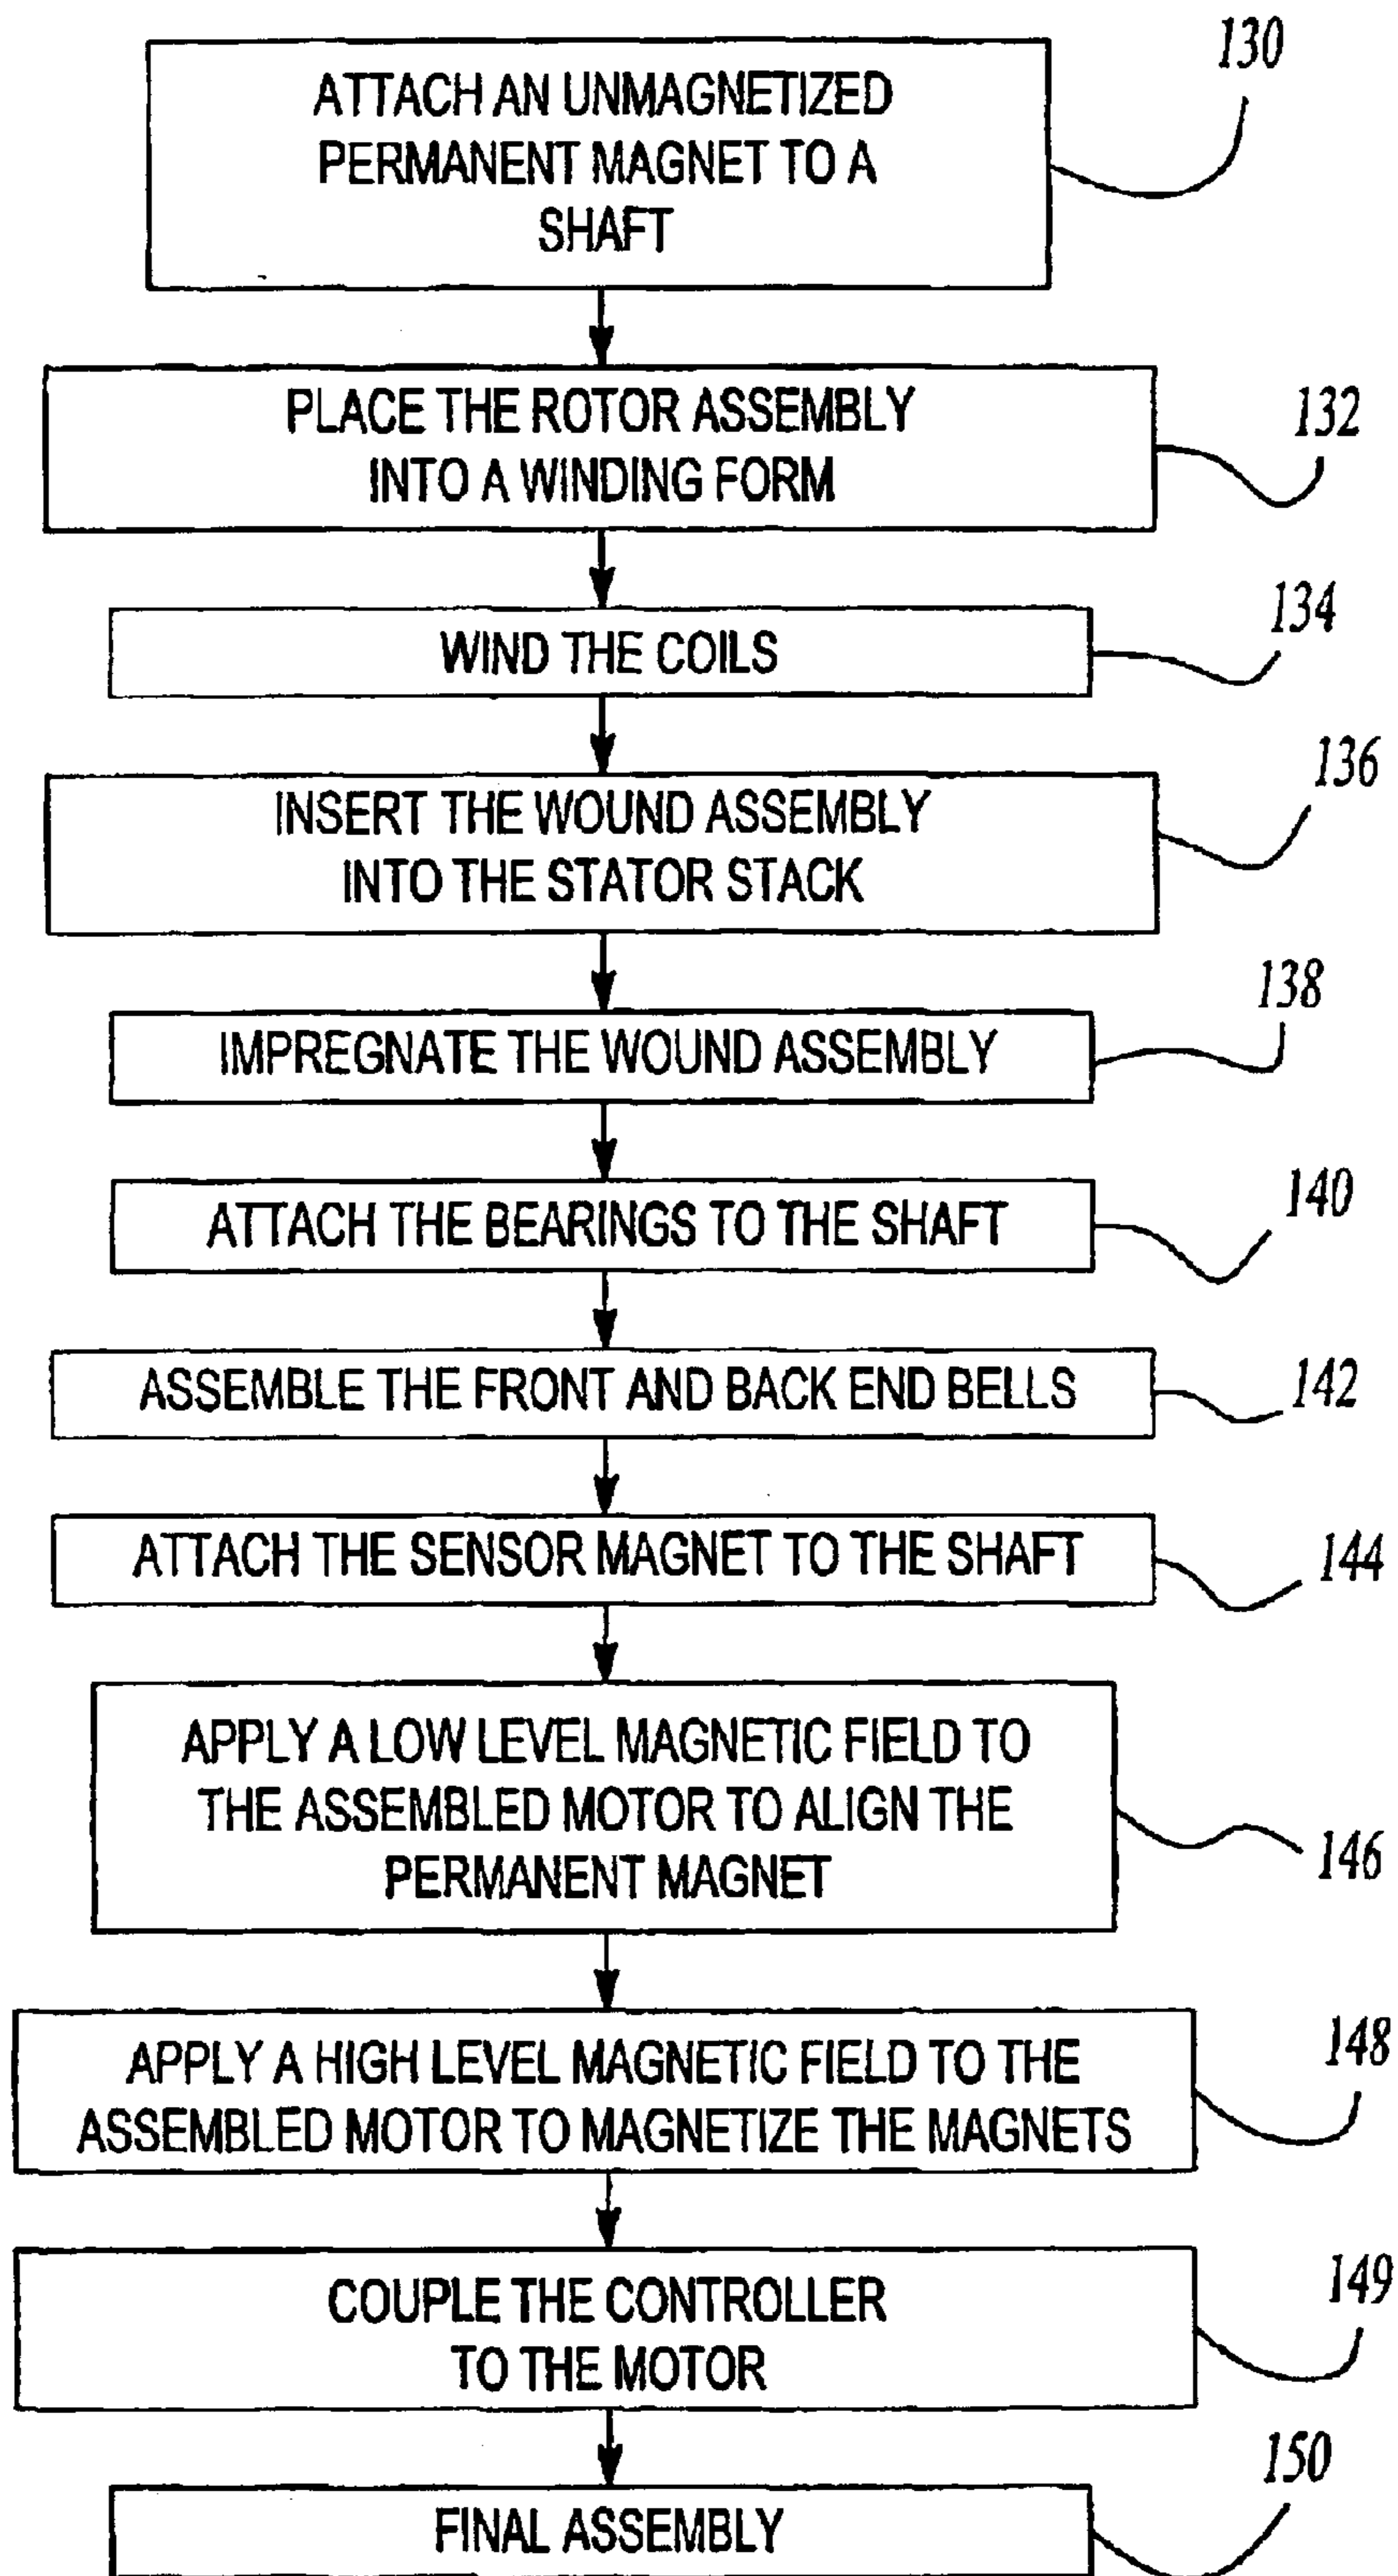 130
ATTACH AN UNMAGNETIZED
PERMANENT MAGNET TO A
SHAFT
132
PLACE THE ROTOR ASSEMBLY
INTO A WINDING FORM
134
WIND THE COILS
136
INSERT THE WOUND ASSEMBLY
INTO THE STATOR STACK
138
IMPREGNATE THE WOUND ASSEMBLY
140
ATTACH THE BEARINGS TO THE SHAFT
142
ASSEMBLE THE FRONT AND BACK END BELLS
144
ATTACH THE SENSOR MAGNET TO THE SHAFT
APPLY A LOW LEVEL MAGNETIC FIELD TO
THE ASSEMBLED MOTOR TO ALIGN THE
PERMANENT MAGNET
146
148
APPLY A HIGH LEVEL MAGNETIC FIELD TO THE
ASSEMBLED MOTOR TO MAGNETIZE THE MAGNETS
149
COUPLE THE CONTROLLER
TO THE MOTOR
150
FINAL ASSEMBLY